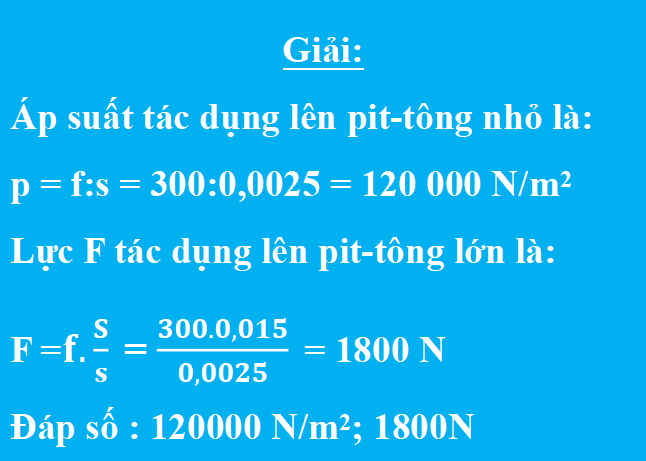 Giải:
Áp suất tác dụng lên pit-tông nhỏ là:
p = f:s = 300:0,0025 = 120 000 N/m²
Lực F tác dụng lên pit-tông lớn là:
F =f. S/s = 300.0,015/0,0025 = 1800 N
Đáp số : 120000 N/m²; 1800N